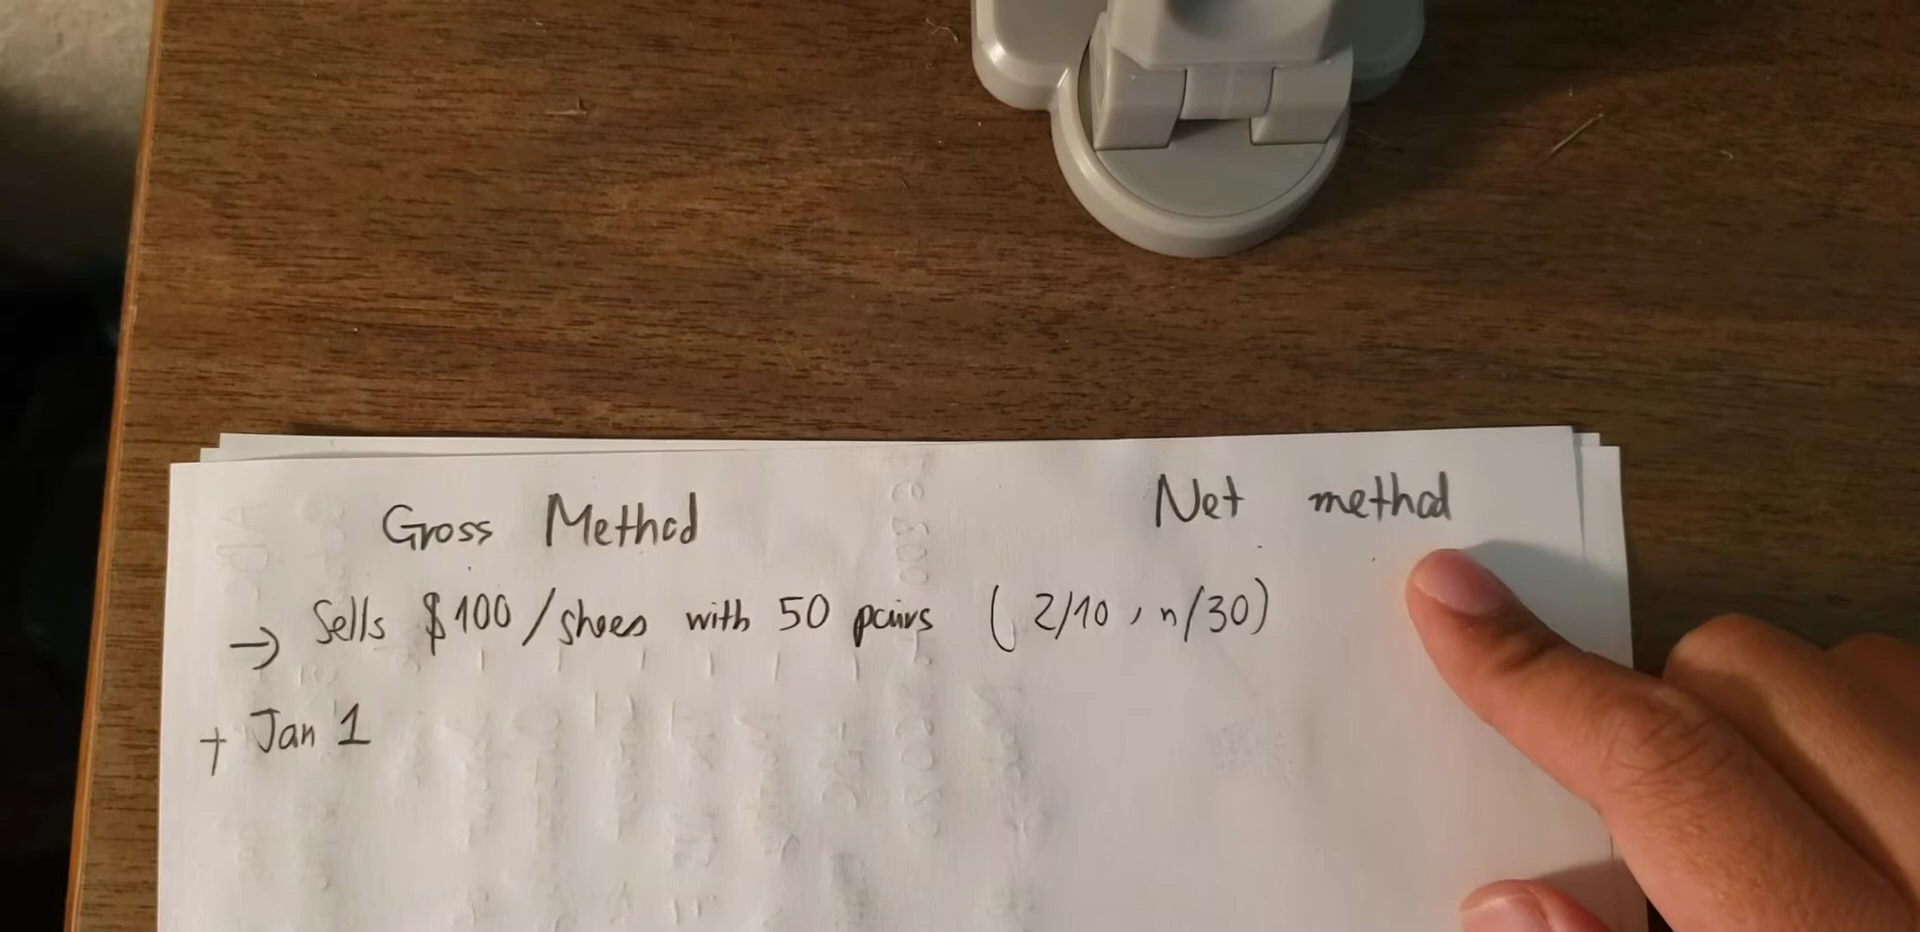 Gross Method Net method
→ Sells $100/shoes with 50 pairs (2/10, n/30)
+ Jan 1